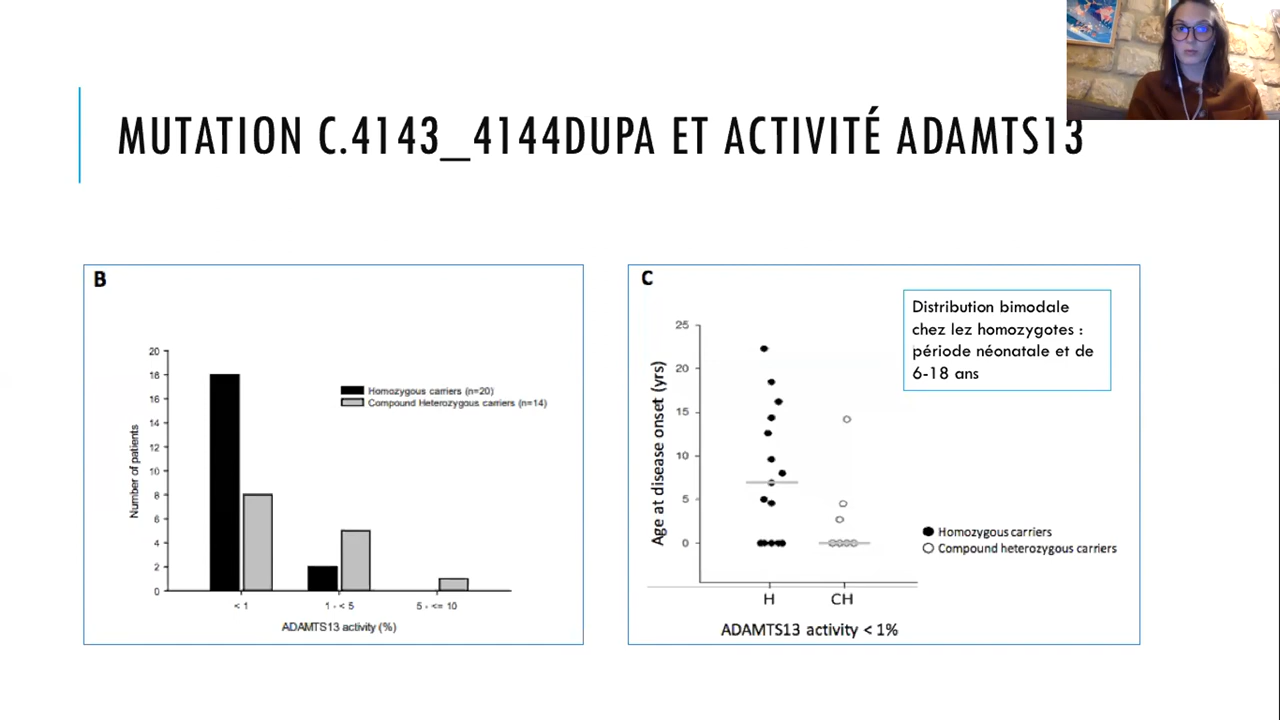 MUTATION C.4143_4144DUPA ET ACTIVITÉ ADAMTS13
B
20
18
16
14
12
10
8
6
4
2
0
Number of patients
Homozygous carriers (n=20)
Compound Heterozygous carriers (n=14)
< 1
1 - < 5
5 - <= 10
ADAMTS13 activity (%)
C
Distribution bimodale
chez lez homozygotes :
période néonatale et de
6-18 ans
25
20
15
10
5
0
Age at disease onset (yrs)
Homozygous carriers
Compound heterozygous carriers
H
CH
ADAMTS13 activity < 1%